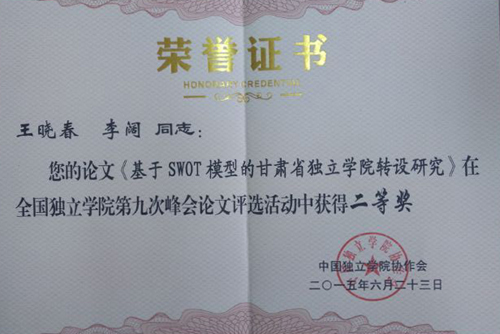 荣誉证书
HONORARY CREDENTIAL
王晓春 李阔 同志：
您的论文《基于SWOT模型的甘肃省独立学院转设研究》在
全国独立学院第九次峰会论文评选活动中获得二等奖
中国独立学院协作会
二〇一五年六月二十三日